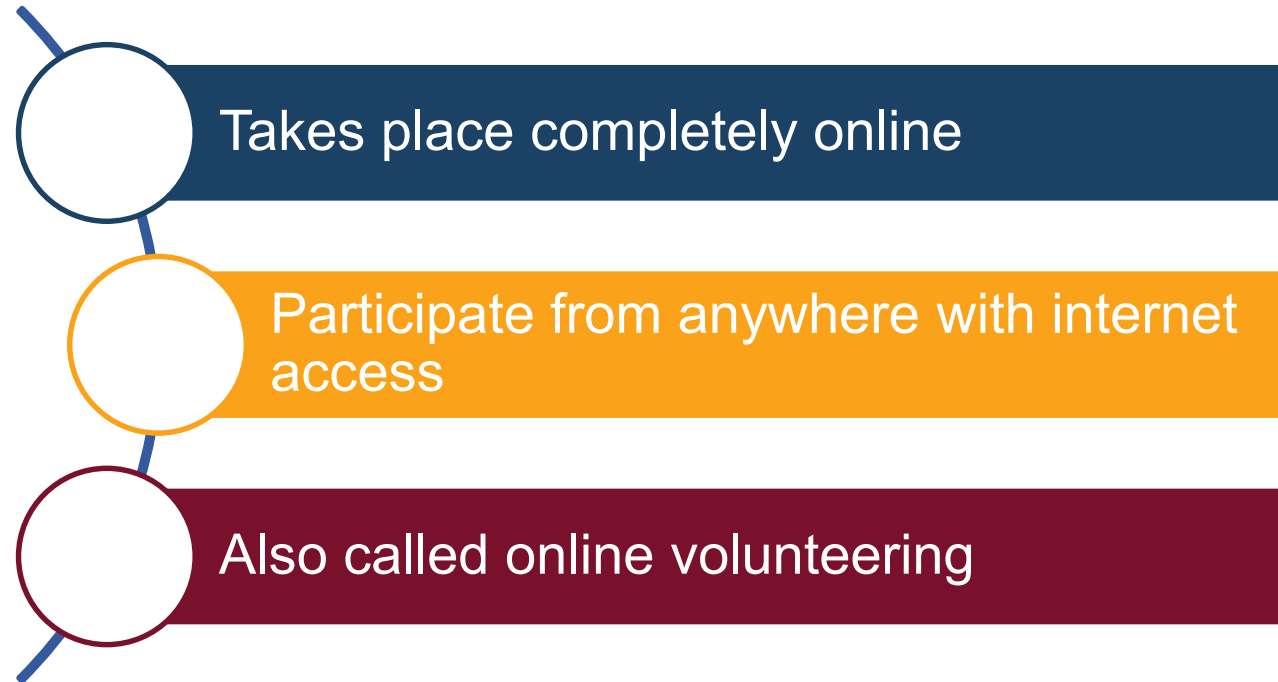 Takes place completely online
Participate from anywhere with internet
access
Also called online volunteering